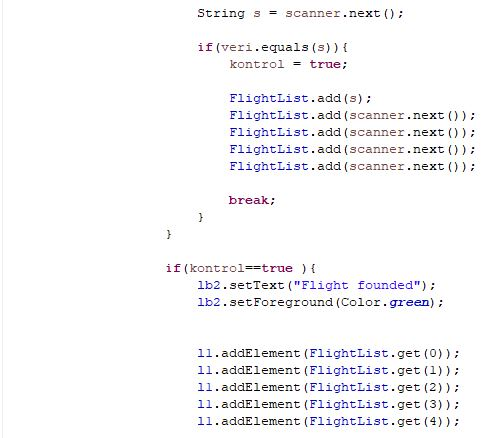 String s = scanner.next();
if(veri.equals(s)){
kontrol = true;
FlightList.add(s);
FlightList.add(scanner.next());
FlightList.add(scanner.next());
FlightList.add(scanner.next());
FlightList.add(scanner.next());
break;
}
}
if(kontrol==true ){
lb2.setText("Flight founded");
lb2.setForeground(Color.green);
l1.addElement(FlightList.get(0));
l1.addElement(FlightList.get(1));
l1.addElement(FlightList.get(2));
l1.addElement(FlightList.get(3));
l1.addElement(FlightList.get(4));